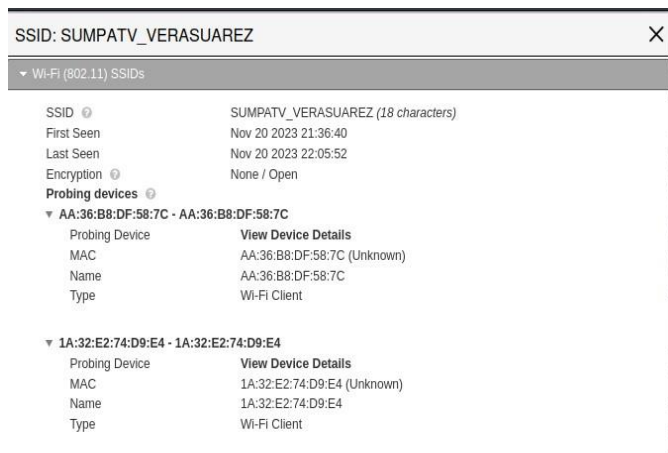 SSID: SUMPATV_VERASUAREZ
Wi-Fi (802.11) SSIDs
SSID SUMPATV_VERASUAREZ (18 characters)
First Seen Nov 20 2023 21:36:40
Last Seen Nov 20 2023 22:05:52
Encryption None / Open
Probing devices
AA:36:B8:DF:58:7C - AA:36:B8:DF:58:7C
Probing Device View Device Details
MAC AA:36:B8:DF:58:7C (Unknown)
Name AA:36:B8:DF:58:7C
Type Wi-Fi Client
1A:32:E2:74:D9:E4 - 1A:32:E2:74:D9:E4
Probing Device View Device Details
MAC 1A:32:E2:74:D9:E4 (Unknown)
Name 1A:32:E2:74:D9:E4
Type Wi-Fi Client